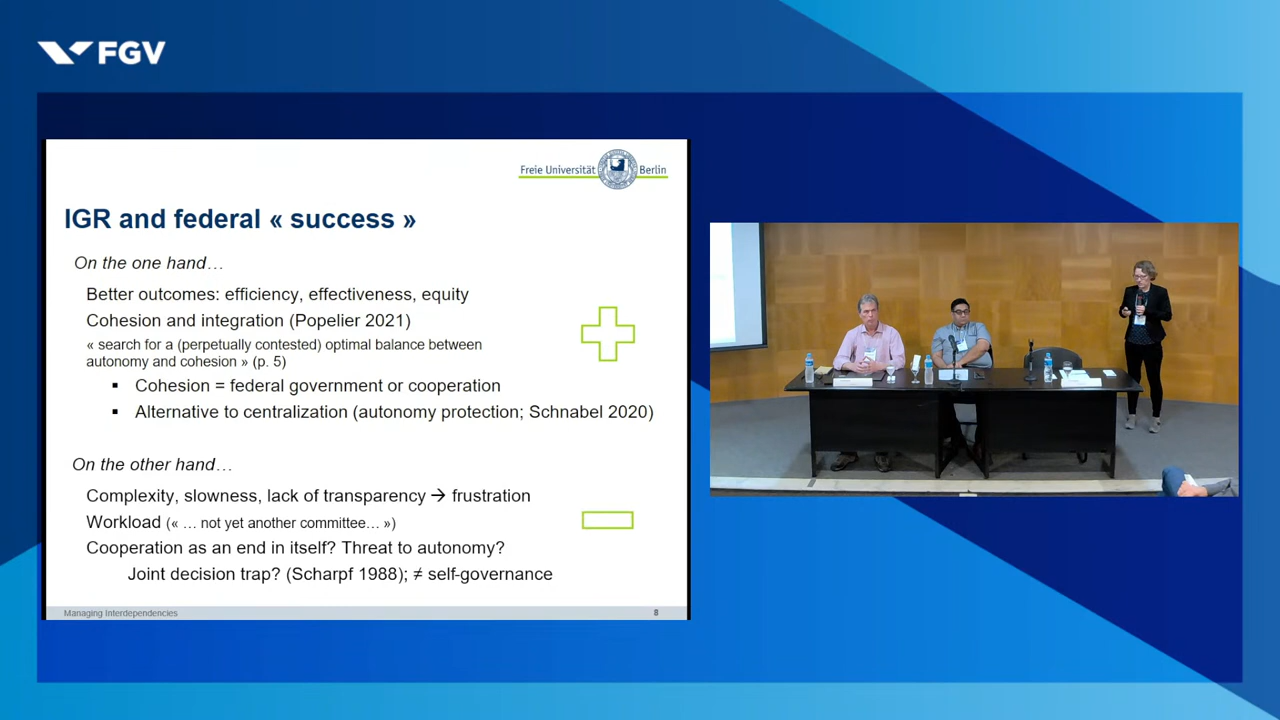 FGV
Freie Universität Berlin
IGR and federal « success »
On the one hand…
Better outcomes: efficiency, effectiveness, equity
Cohesion and integration (Popelier 2021)
« search for a (perpetually contested) optimal balance between
autonomy and cohesion » (p. 5)
▪ Cohesion = federal government or cooperation
▪ Alternative to centralization (autonomy protection; Schnabel 2020)
On the other hand…
Complexity, slowness, lack of transparency → frustration
Workload (« … not yet another committee… »)
Cooperation as an end in itself? Threat to autonomy?
Joint decision trap? (Scharpf 1988); ≠ self-governance
Managing Interdependencies
8